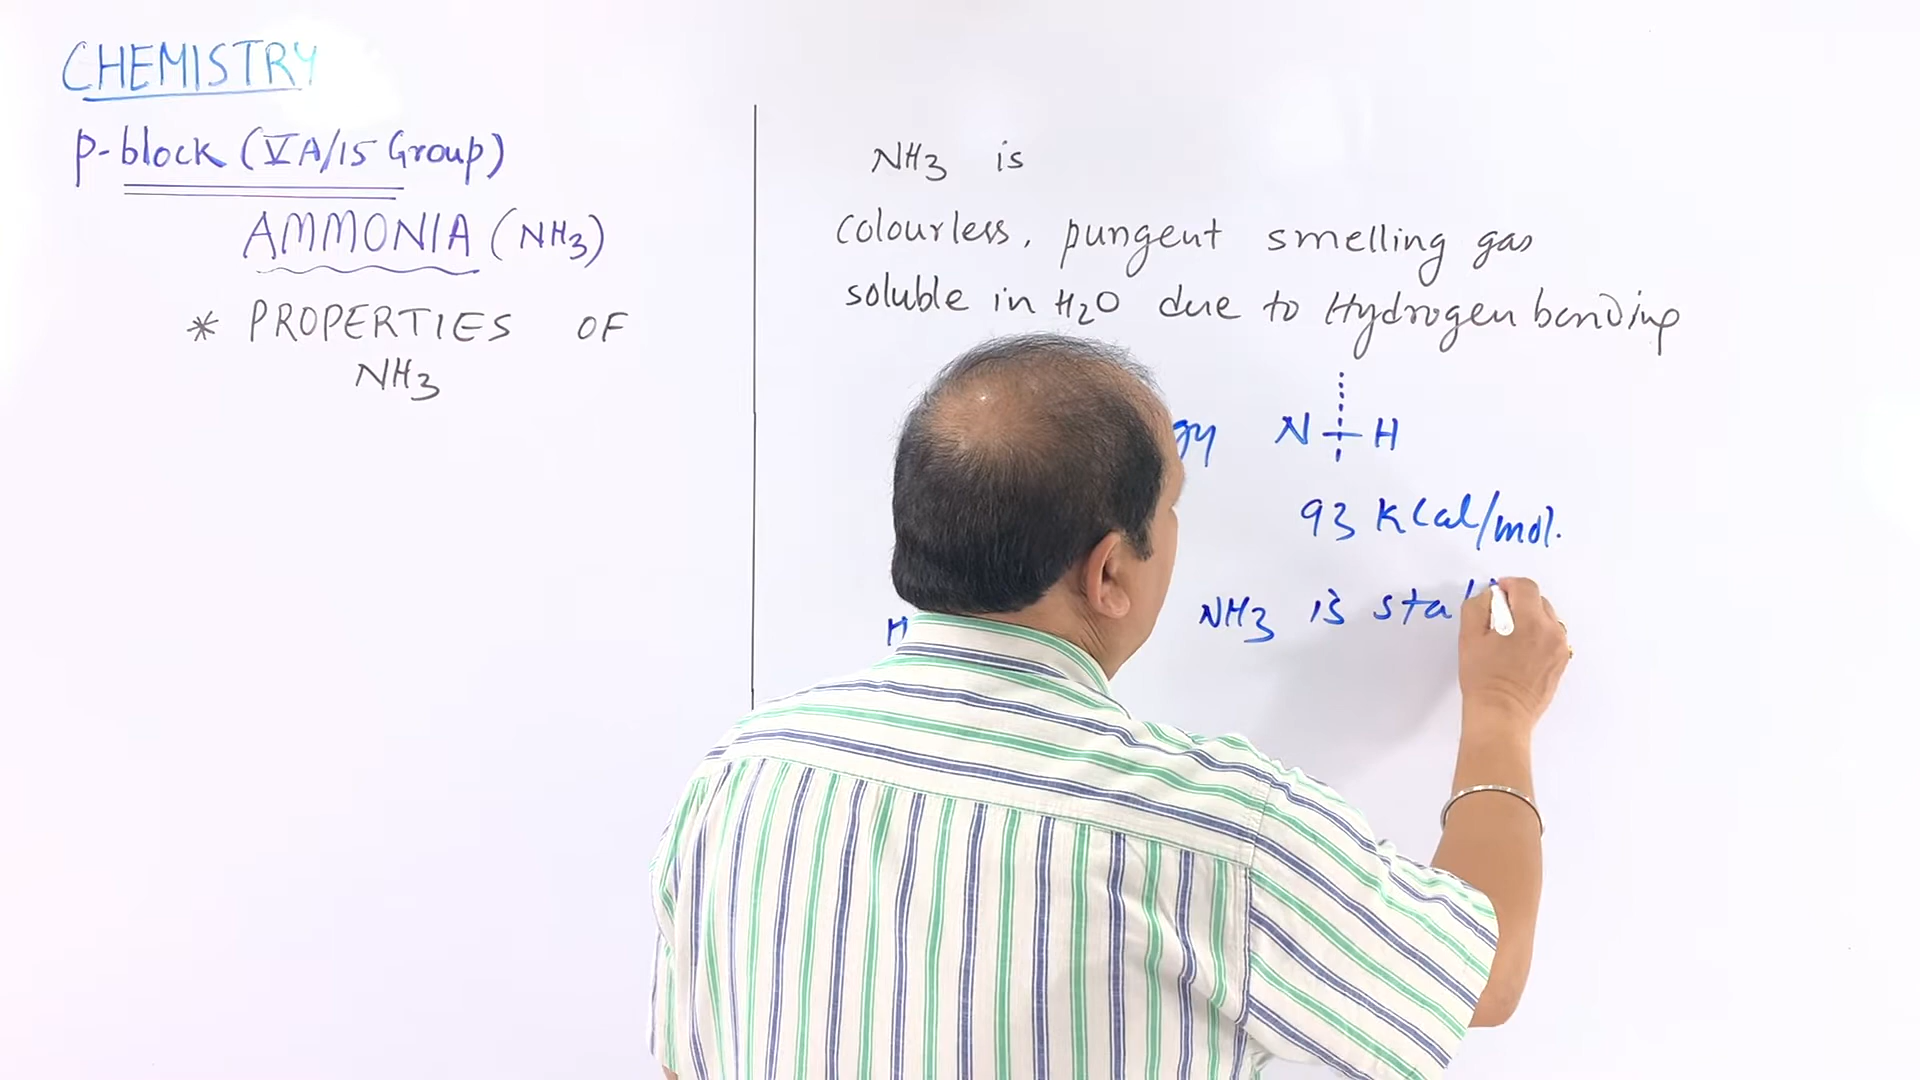 CHEMISTRY
p-block (VA/15 Group)
AMMONIA (NH3)
* PROPERTIES OF
NH3
NH3 is
colourless, pungent smelling gas
soluble in H2O due to Hydrogen bonding
N H
93 Kcal/mol.
NH3 is